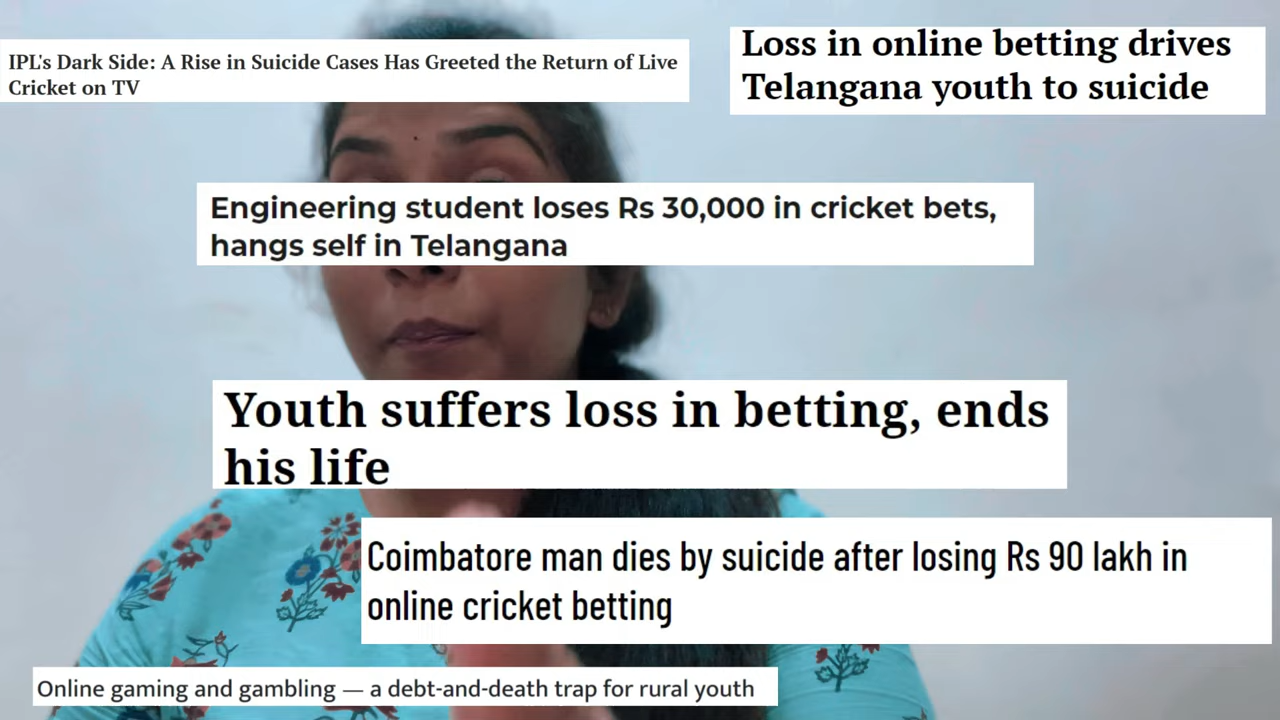 IPL's Dark Side: A Rise in Suicide Cases Has Greeted the Return of Live
Cricket on TV
Loss in online betting drives
Telangana youth to suicide
Engineering student loses Rs 30,000 in cricket bets,
hangs self in Telangana
Youth suffers loss in betting, ends
his life
Coimbatore man dies by suicide after losing Rs 90 lakh in
online cricket betting
Online gaming and gambling — a debt-and-death trap for rural youth